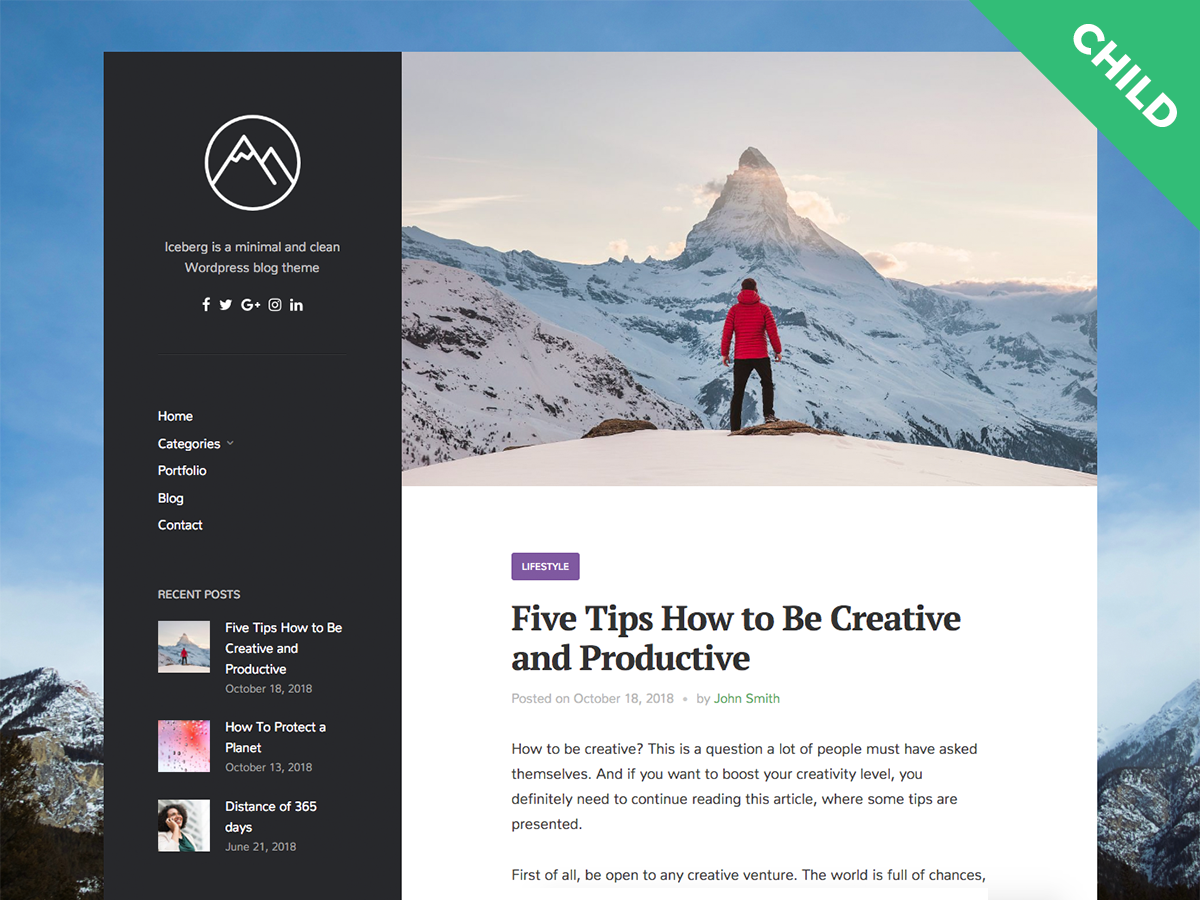 CHILD
Iceberg is a minimal and clean
Wordpress blog theme
G+
in
Home
Categories
Portfolio
Blog
Contact
RECENT POSTS
Five Tips How to Be
Creative and
Productive
October 18, 2018
How To Protect a
Planet
October 13, 2018
Distance of 365
days
June 21, 2018
LIFESTYLE
Five Tips How to Be Creative
and Productive
Posted on October 18, 2018 • by John Smith
How to be creative? This is a question a lot of people must have asked
themselves. And if you want to boost your creativity level, you
definitely need to continue reading this article, where some tips are
presented.
First of all, be open to any creative venture. The world is full of chances,